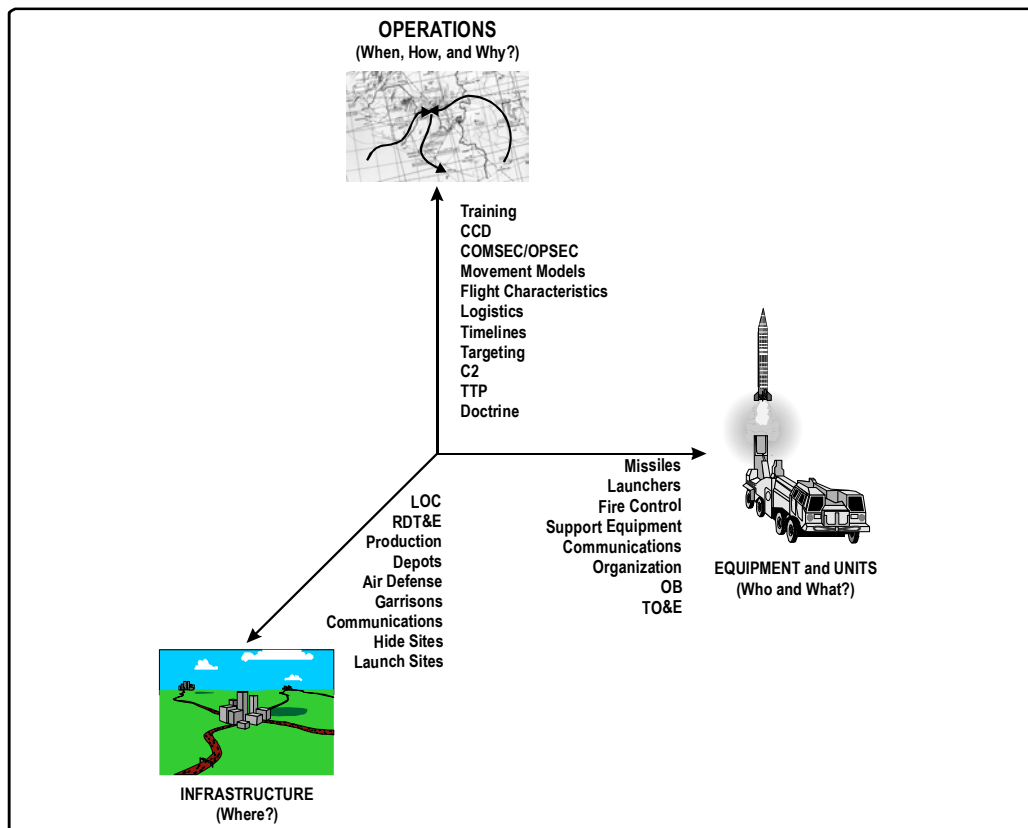 OPERATIONS
(When, How, and Why?)
Training
CCD
COMSEC/OPSEC
Movement Models
Flight Characteristics
Logistics
Timelines
Targeting
C2
TTP
Doctrine
Missiles
Launchers
Fire Control
Support Equipment
Communications
Organization
OB
TO&E
EQUIPMENT and UNITS
(Who and What?)
LOC
RDT&E
Production
Depots
Air Defense
Garrisons
Communications
Hide Sites
Launch Sites
INFRASTRUCTURE
(Where?)